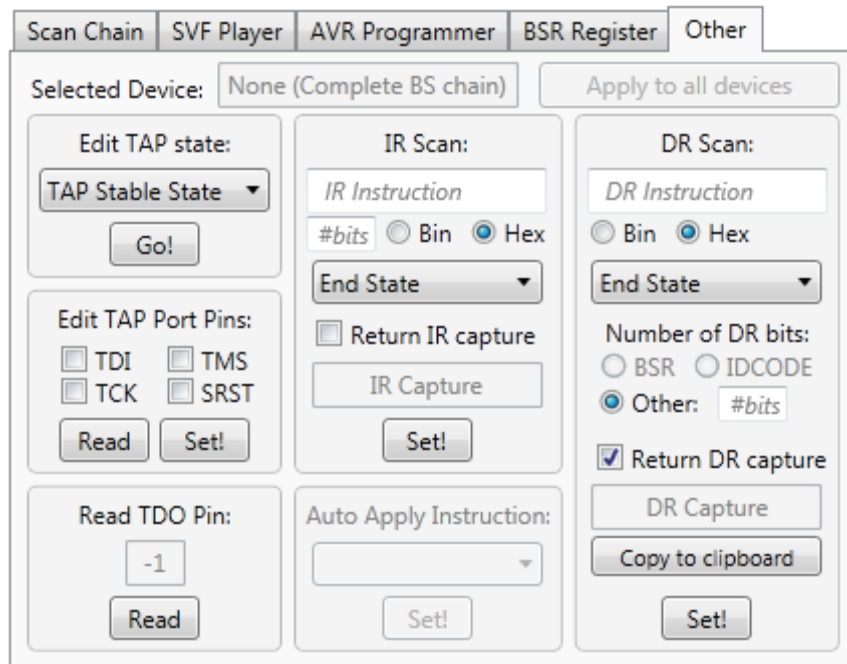 Scan Chain
SVF Player
AVR Programmer
BSR Register
Other
Selected Device:
None (Complete BS chain)
Apply to all devices
Edit TAP state:
TAP Stable State
Go!
Edit TAP Port Pins:
TDI
TMS
TCK
SRST
Read
Set!
Read TDO Pin:
-1
Read
IR Scan:
IR Instruction
#bits
Bin
Hex
End State
Return IR capture
IR Capture
Set!
Auto Apply Instruction:
Set!
DR Scan:
DR Instruction
Bin
Hex
End State
Number of DR bits:
BSR
IDCODE
Other:
#bits
Return DR capture
DR Capture
Copy to clipboard
Set!